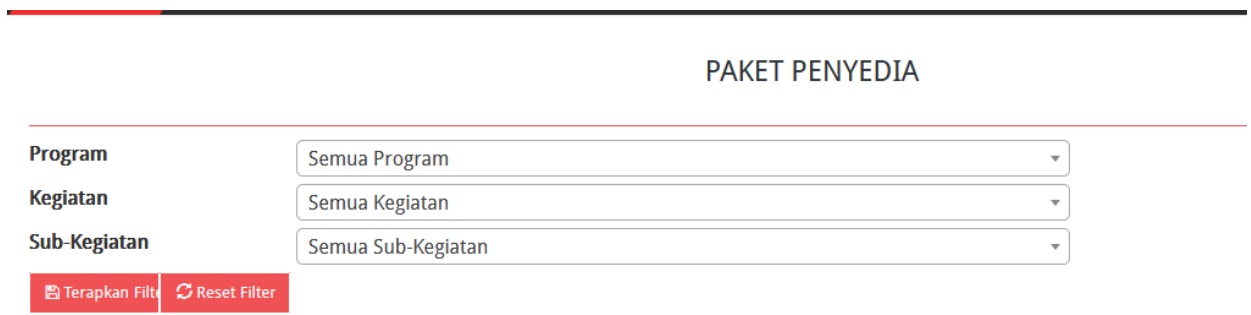 PAKET PENYEDIA
Program Semua Program
Kegiatan Semua Kegiatan
Sub-Kegiatan Semua Sub-Kegiatan
Terapkan Filte Reset Filter